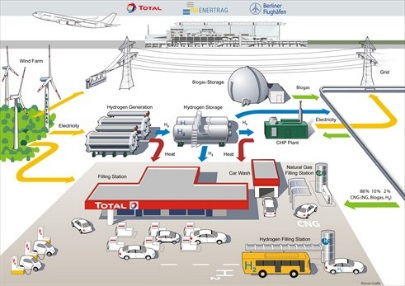 TOTAL
ENERTRAG
Berliner
Flughäfen
Wind Farm
Grid
Biogas-Storage
Biogas
Hydrogen Generation
Hydrogen Storage
Electricity
H₂
H₂
Electricity
CHP Plant
Heat
Heat
Filling Station
Car Wash
Natural Gas
Filling Station
88% 10% 2%
CNG (NG, Biogas, H₂)
TOTAL
CNG
Hydrogen Filling Station
H₂